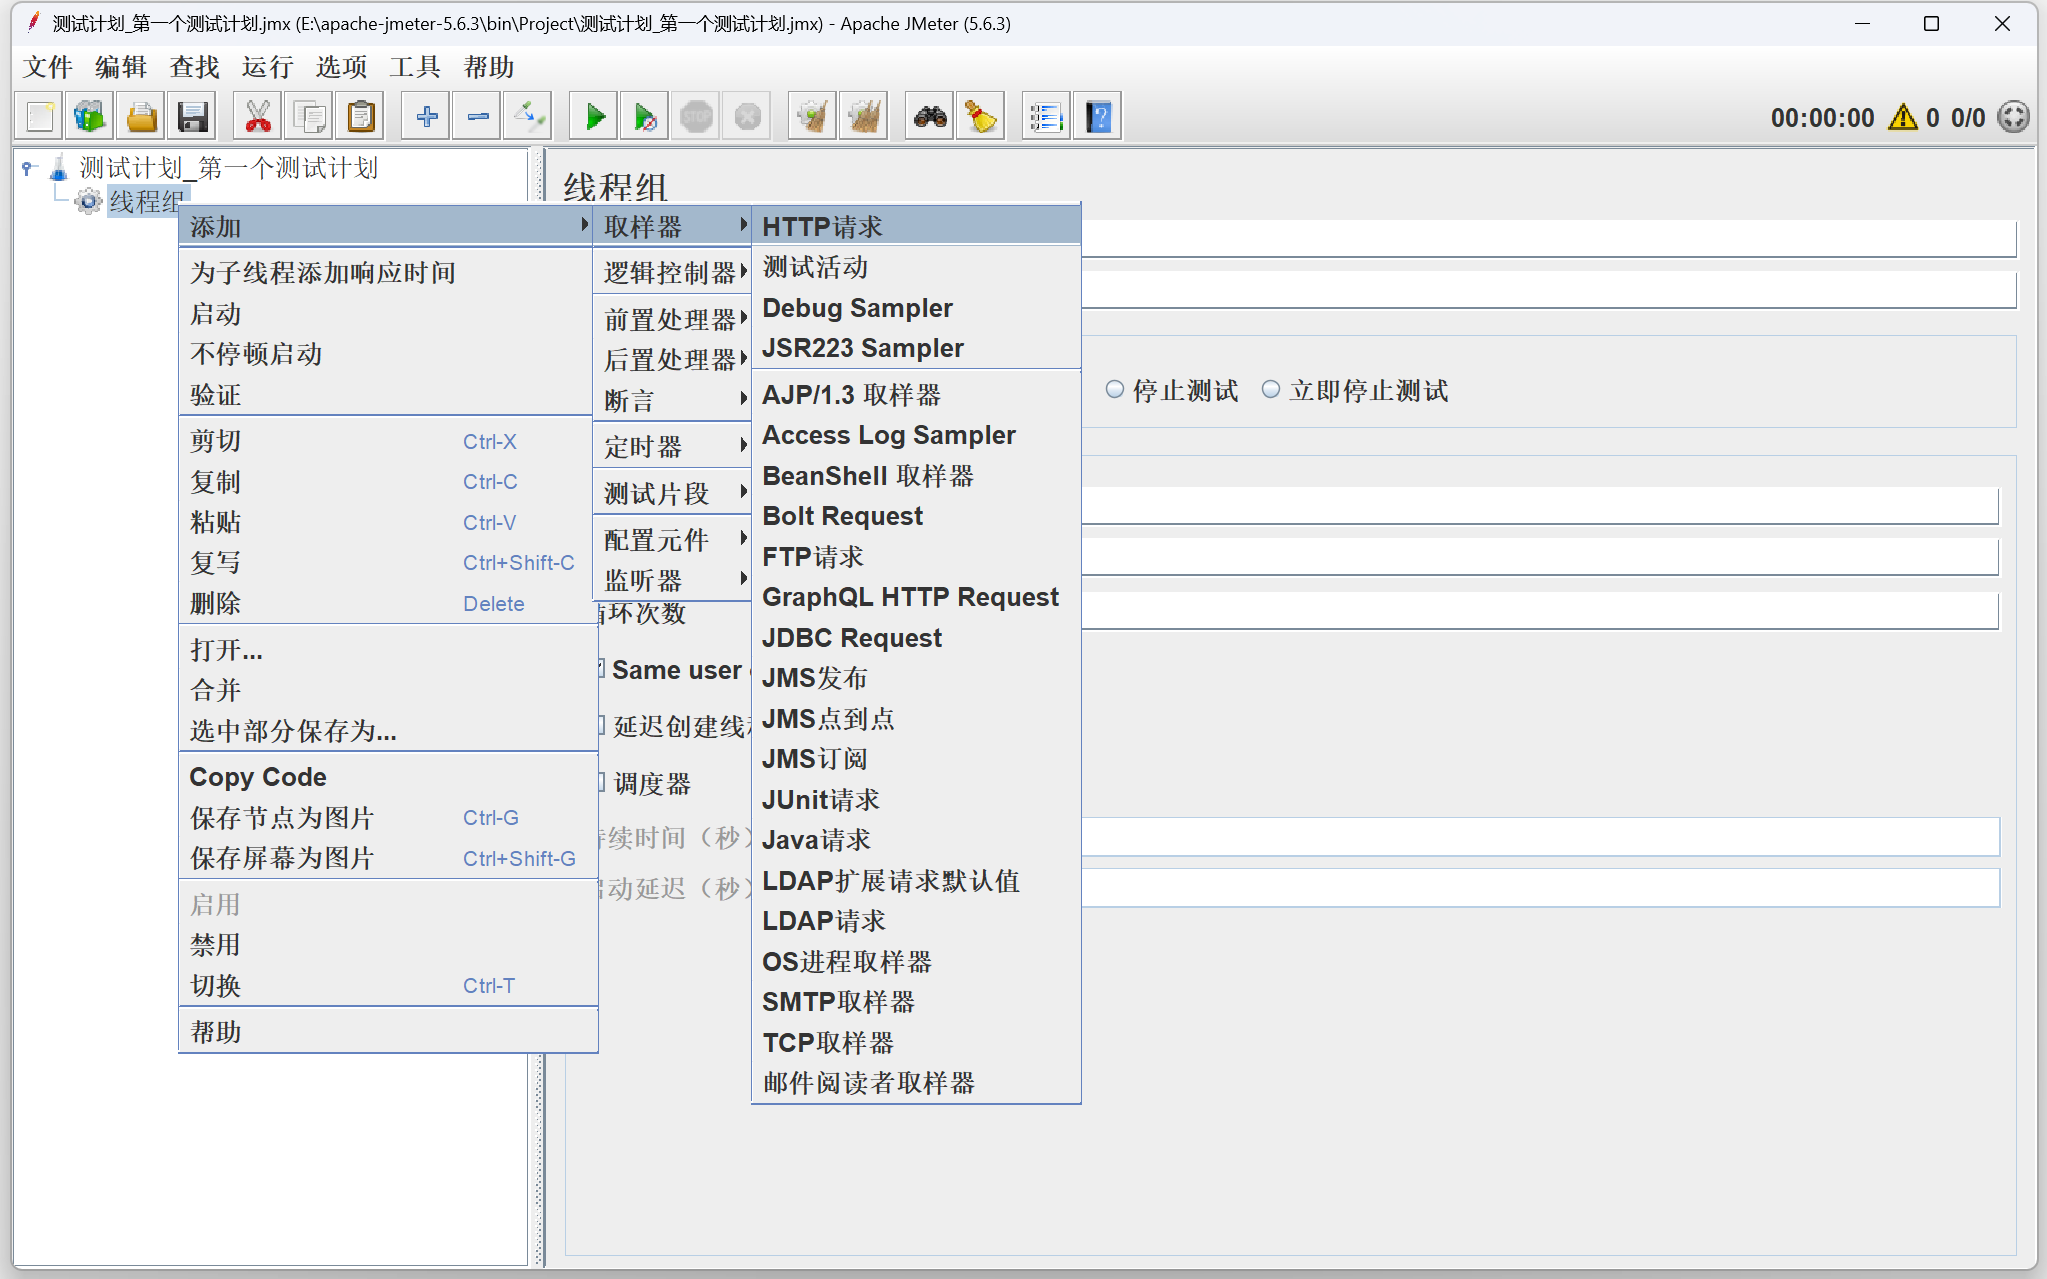 测试计划_第一个测试计划.jmx (E:\apache-jmeter-5.6.3\bin\Project\测试计划_第一个测试计划.jmx) - Apache JMeter (5.6.3)
文件 编辑 查找 运行 选项 工具 帮助
STOP
00:00:00 0 0/0
测试计划_第一个测试计划
线程组
线程组
添加
为子线程添加响应时间
启动
不停顿启动
验证
剪切 Ctrl-X
复制 Ctrl-C
粘贴 Ctrl-V
复写 Ctrl+Shift-C
删除 Delete
打开...
合并
选中部分保存为...
Copy Code
保存节点为图片 Ctrl-G
保存屏幕为图片 Ctrl+Shift-G
启用
禁用
切换 Ctrl-T
帮助
取样器
逻辑控制器
前置处理器
后置处理器
断言
定时器
测试片段
配置元件
监听器
HTTP请求
测试活动
Debug Sampler
JSR223 Sampler
AJP/1.3 取样器
Access Log Sampler
BeanShell 取样器
Bolt Request
FTP请求
GraphQL HTTP Request
JDBC Request
JMS发布
JMS点到点
JMS订阅
JUnit请求
Java请求
LDAP扩展请求默认值
LDAP请求
OS进程取样器
SMTP取样器
TCP取样器
邮件阅读者取样器
停止测试 立即停止测试
环次数
Same user
延迟创建线
调度器
续时间（秒）
动延迟（秒）